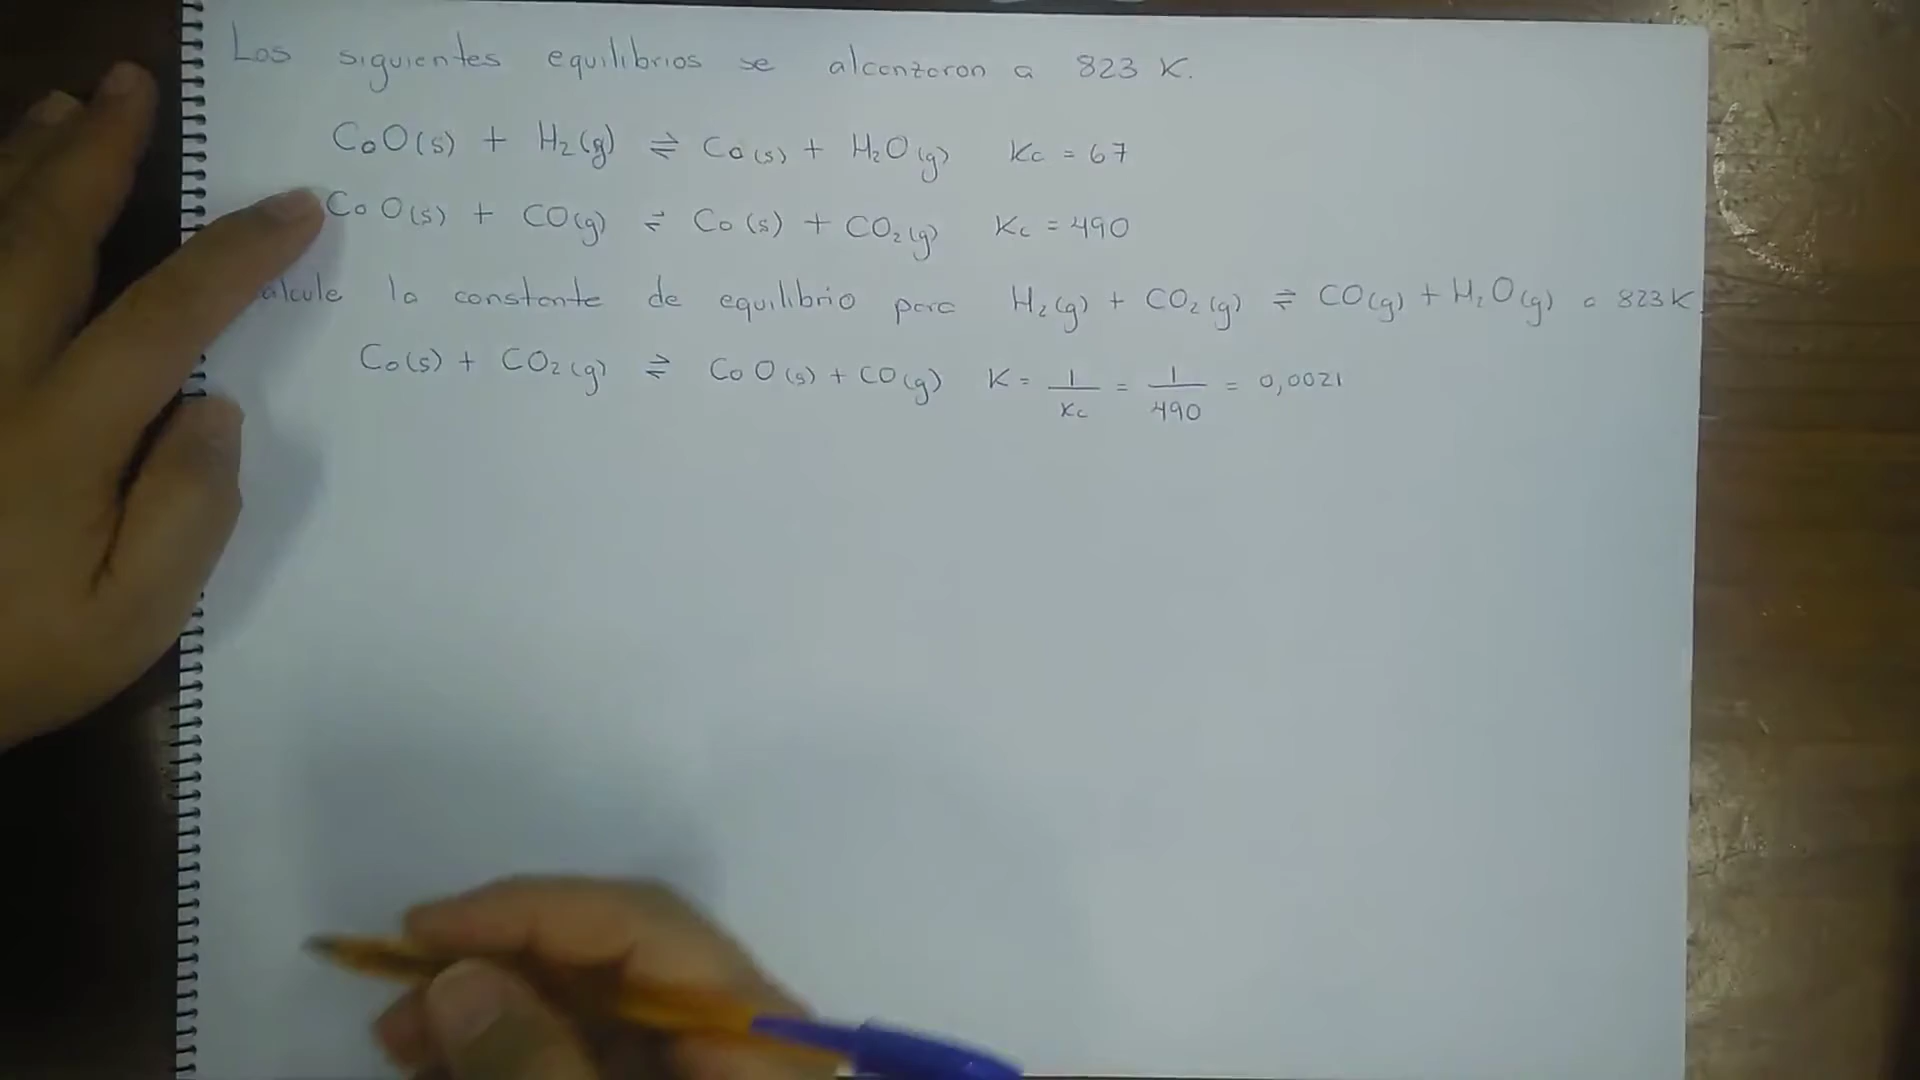 Los siguientes equilibrios se alcanzaron a 823 K.
CoO(s) + H₂(g) ⇌ Co(s) + H₂O(g) Kc = 67
CoO(s) + CO(g) ⇌ Co(s) + CO₂(g) Kc = 490
alcule la constante de equilibrio para H₂(g) + CO₂(g) ⇌ CO(g) + H₂O(g) a 823K
Co(s) + CO₂(g) ⇌ CoO(s) + CO(g) K = 1/Kc = 1/490 = 0,0021